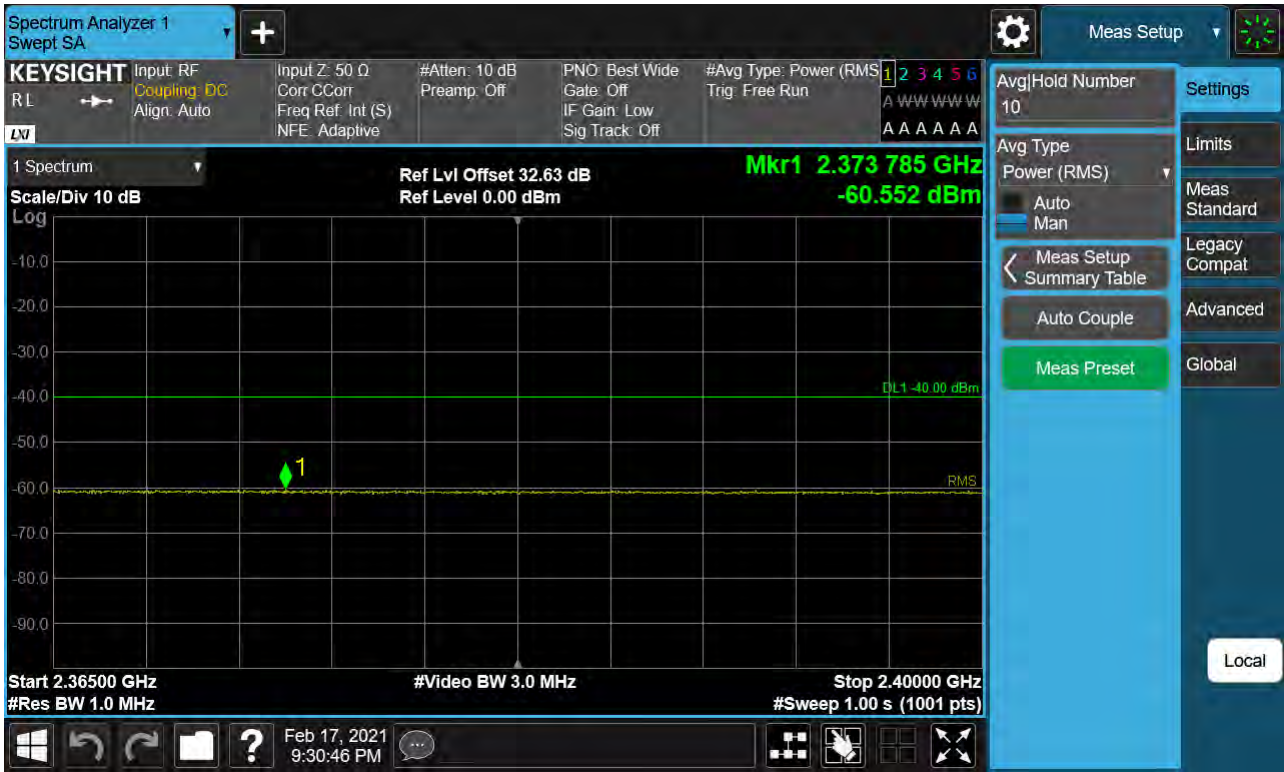 Spectrum Analyzer 1
Swept SA
+
Meas Setup
KEYSIGHT
RL
LXI
Input: RF
Coupling: DC
Align: Auto
Input Z: 50 Ω
Corr CCorr
Freq Ref: Int (S)
NFE: Adaptive
#Atten: 10 dB
Preamp: Off
PNO: Best Wide
Gate: Off
IF Gain: Low
Sig Track: Off
#Avg Type: Power (RMS
Trig: Free Run
1 2 3 4 5 6
A W W W W W
A A A A A A
1 Spectrum
Scale/Div 10 dB
Log
Ref Lvl Offset 32.63 dB
Ref Level 0.00 dBm
Mkr1 2.373 785 GHz
-60.552 dBm
-10.0
-20.0
-30.0
-40.0
DL1 -40.00 dBm
-50.0
1
-60.0
RMS
-70.0
-80.0
-90.0
Start 2.36500 GHz
#Video BW 3.0 MHz
Stop 2.40000 GHz
#Res BW 1.0 MHz
#Sweep 1.00 s (1001 pts)
Avg|Hold Number
10
Avg Type
Power (RMS)
Auto
Man
Meas Setup
Summary Table
Auto Couple
Meas Preset
Settings
Limits
Meas
Standard
Legacy
Compat
Advanced
Global
Local
?
Feb 17, 2021
9:30:46 PM